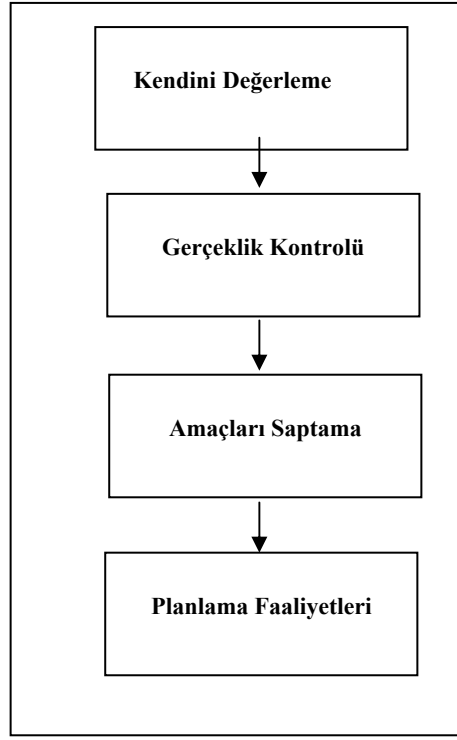 Kendini Değerleme
Gerçeklik Kontrolü
Amaçları Saptama
Planlama Faaliyetleri